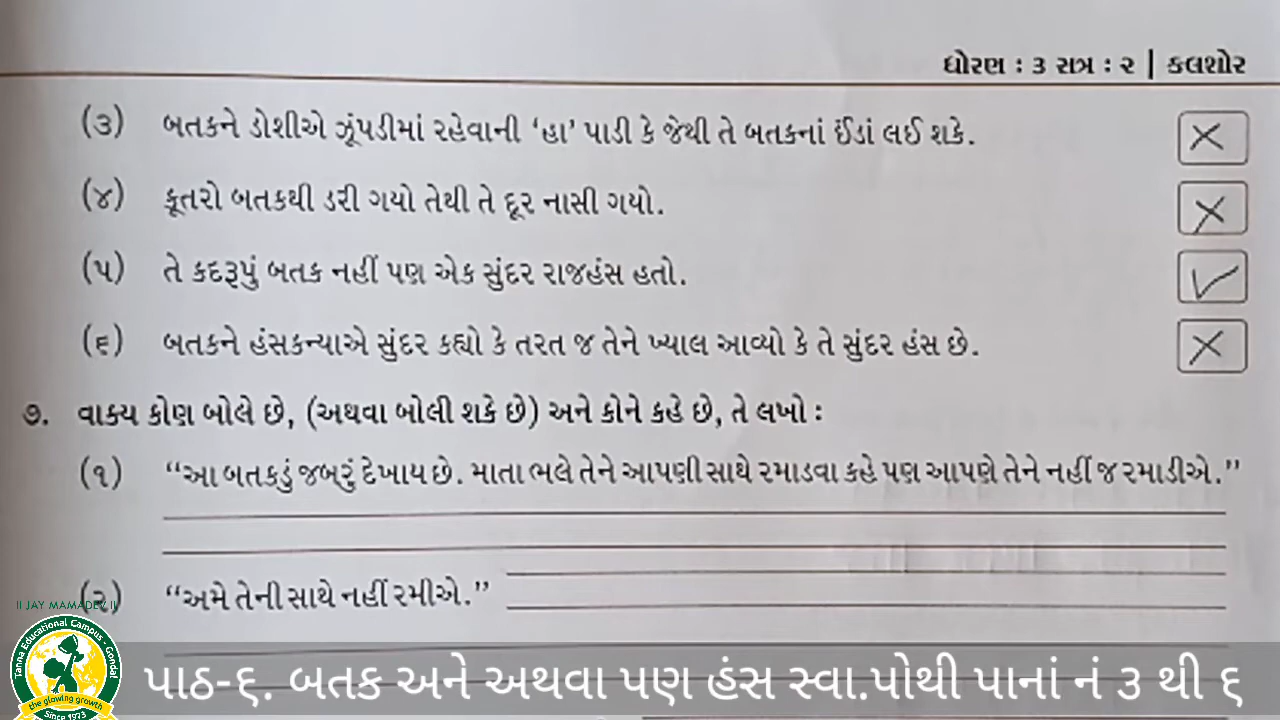 ધોરણ : ૩ સત્ર : ૨ | કલશોર
(૩) બતકને ડોશીએ ઝૂંપડીમાં રહેવાની ‘હા’ પાડી કે જેથી તે બતકનાં ઈંડાં લઈ શકે. ×
(૪) કૂતરો બતકથી ડરી ગયો તેથી તે દૂર નાસી ગયો. ×
(૫) તે કદરૂપું બતક નહીં પણ એક સુંદર રાજહંસ હતો. ✓
(૬) બતકને હંસકન્યાએ સુંદર કહ્યો કે તરત જ તેને ખ્યાલ આવ્યો કે તે સુંદર હંસ છે. ×
૭. વાક્ય કોણ બોલે છે, (અથવા બોલી શકે છે) અને કોને કહે છે, તે લખો :
(૧) “આ બતકડું જબરું દેખાય છે. માતા ભલે તેને આપણી સાથે રમાડવા કહે પણ આપણે તેને નહીં જ રમાડીએ.”
(૨) “અમે તેની સાથે નહીં રમીએ.”
II JAY MAMADEV II
Tanna Educational Campus - Gondal
the glowing growth
Since 1973
પાઠ-૬. બતક અને અથવા પણ હંસ સ્વા.પોથી પાનાં નં ૩ થી ૬